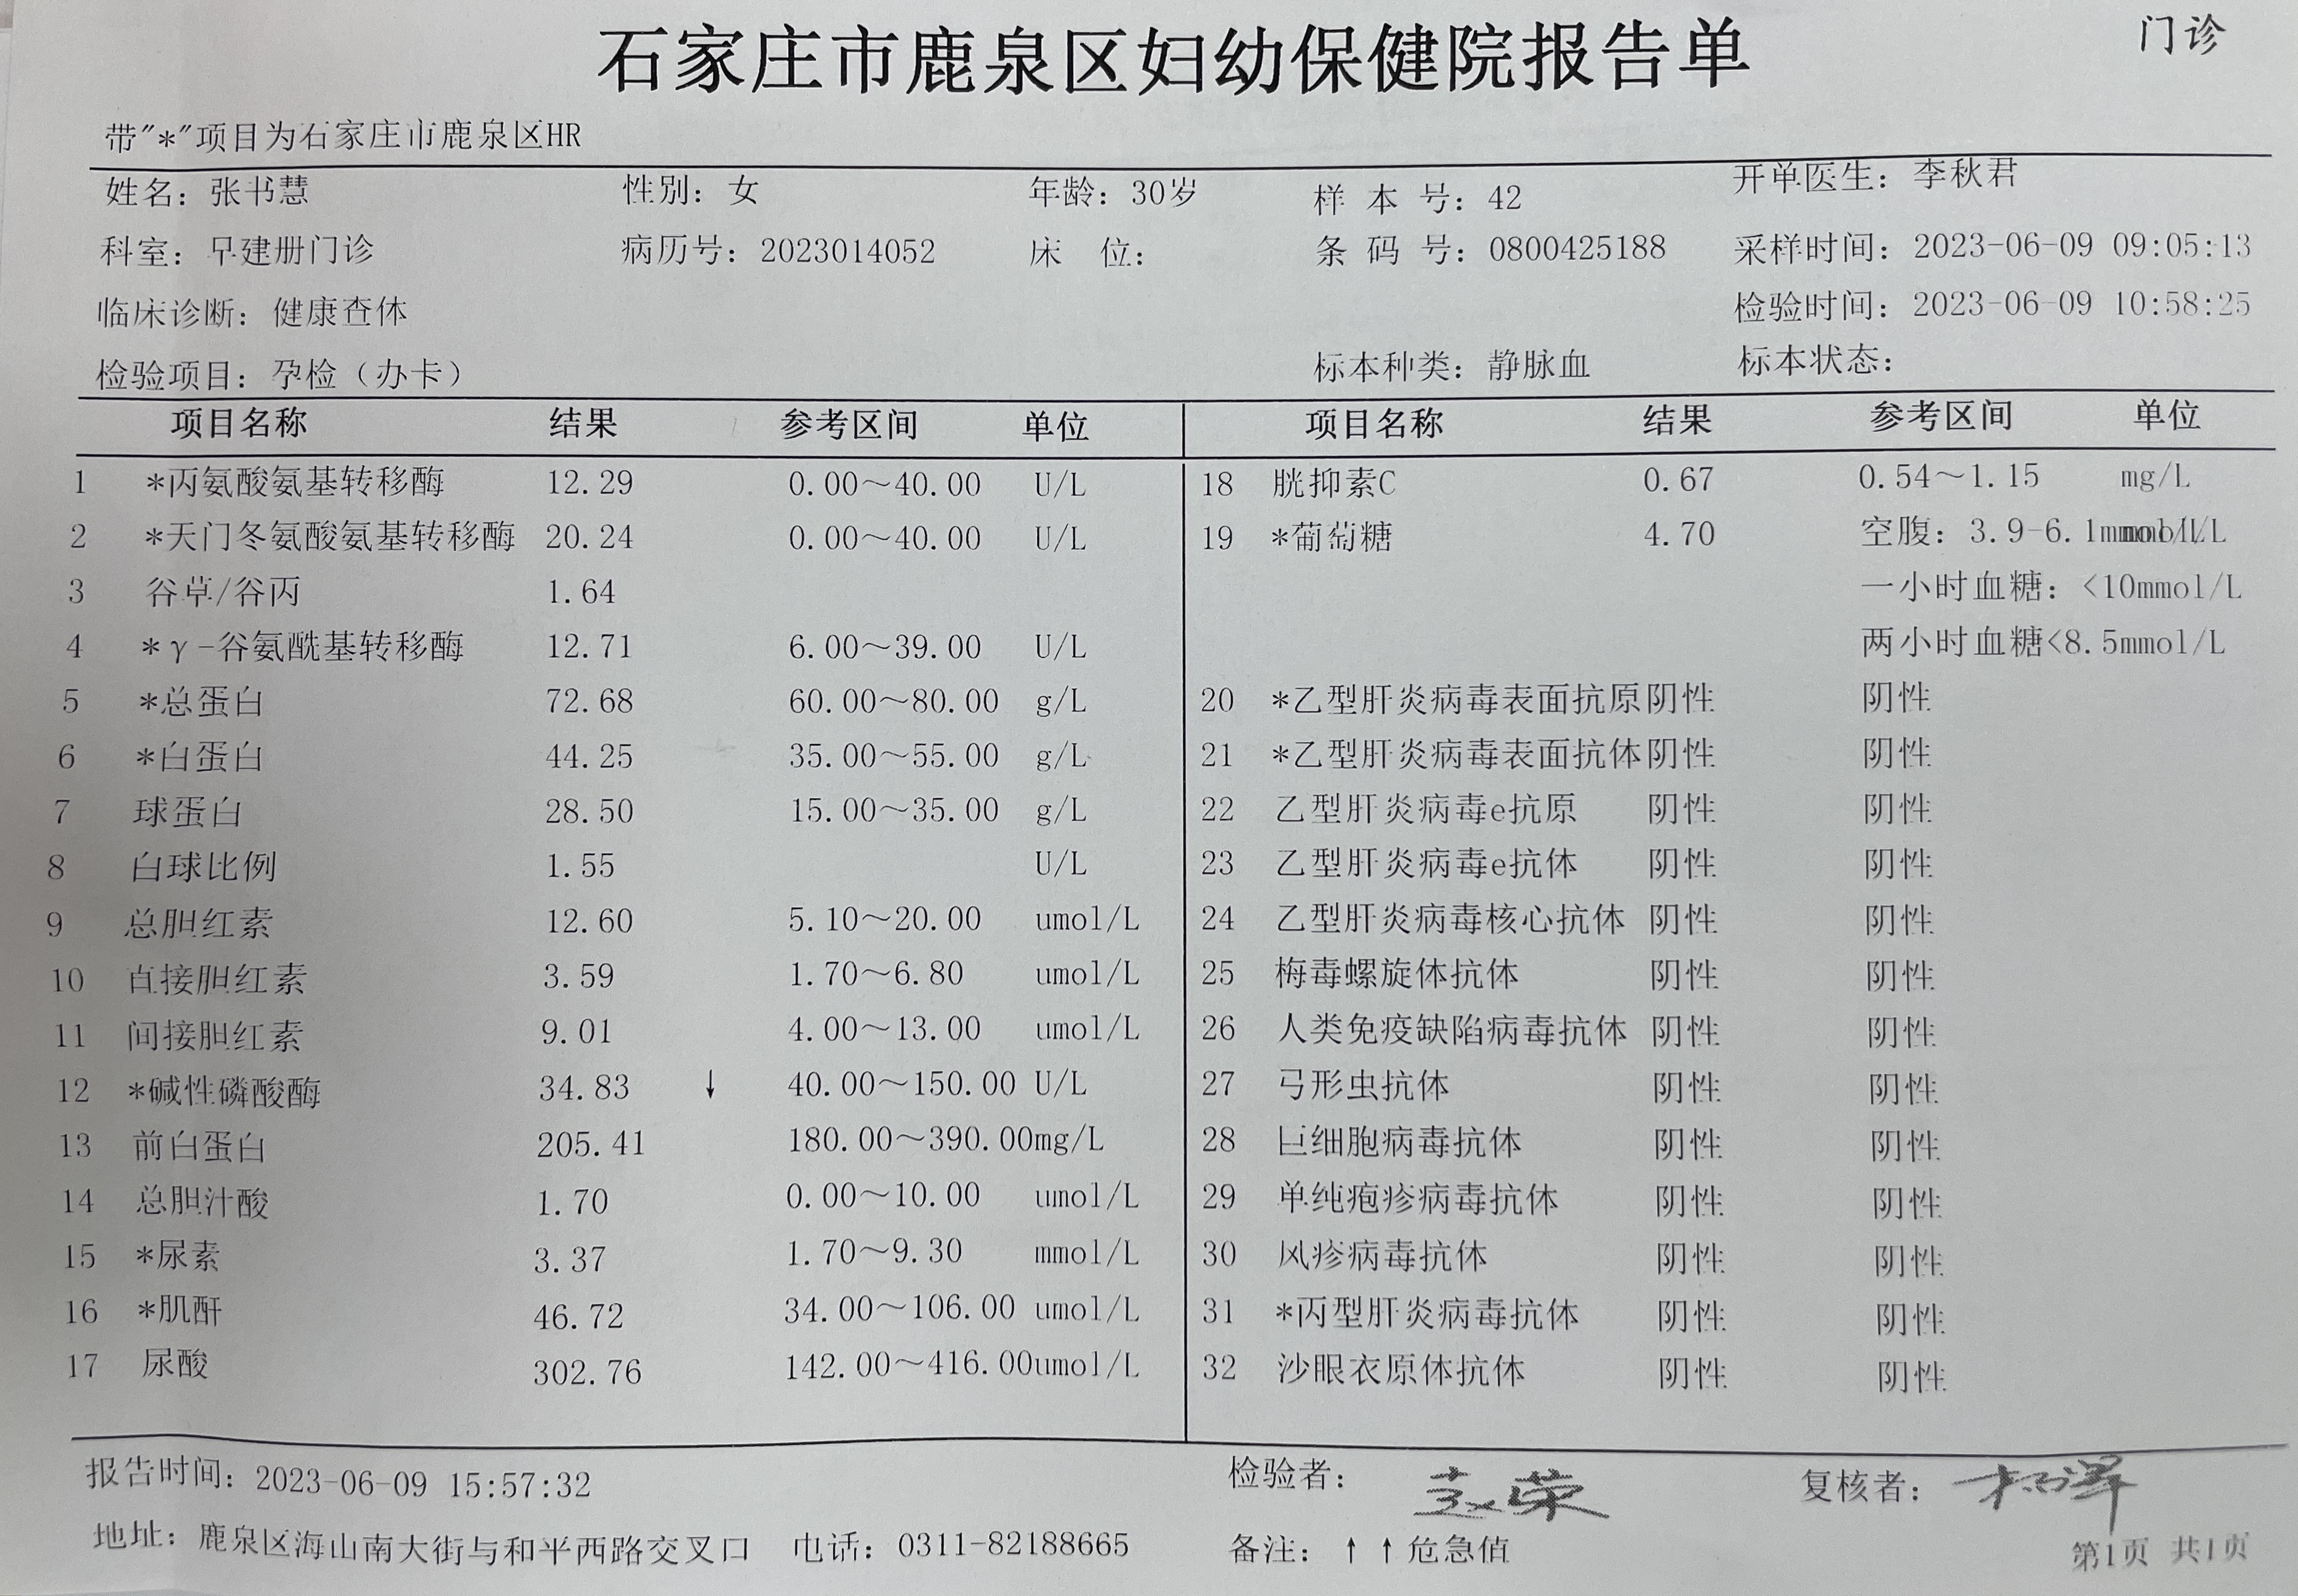 石家庄市鹿泉区妇幼保健院报告单
门诊
带"*"项目为石家庄市鹿泉区HR
姓名：张书慧 性别：女 年龄：30岁 样本号：42 开单医生：李秋君
科室：早建册门诊 病历号：2023014052 床 位： 条码号：0800425188 采样时间：2023-06-09 09:05:13
临床诊断：健康查体 检验时间：2023-06-09 10:58:25
检验项目：孕检（办卡） 标本种类：静脉血 标本状态：
项目名称 结果 参考区间 单位
1 *丙氨酸氨基转移酶 12.29 0.00～40.00 U/L
2 *天门冬氨酸氨基转移酶 20.24 0.00～40.00 U/L
3 谷草/谷丙 1.64
4 *γ-谷氨酰基转移酶 12.71 6.00～39.00 U/L
5 *总蛋白 72.68 60.00～80.00 g/L
6 *白蛋白 44.25 35.00～55.00 g/L
7 球蛋白 28.50 15.00～35.00 g/L
8 白球比例 1.55 U/L
9 总胆红素 12.60 5.10～20.00 umol/L
10 直接胆红素 3.59 1.70～6.80 umol/L
11 间接胆红素 9.01 4.00～13.00 umol/L
12 *碱性磷酸酶 34.83 ↓ 40.00～150.00 U/L
13 前白蛋白 205.41 180.00～390.00 mg/L
14 总胆汁酸 1.70 0.00～10.00 umol/L
15 *尿素 3.37 1.70～9.30 mmol/L
16 *肌酐 46.72 34.00～106.00 umol/L
17 尿酸 302.76 142.00～416.00 umol/L
项目名称 结果 参考区间 单位
18 胱抑素C 0.67 0.54～1.15 mg/L
19 *葡萄糖 4.70 空腹：3.9-6.1
一小时血糖：<10mmol/L
两小时血糖<8.5mmol/L
20 *乙型肝炎病毒表面抗原 阴性 阴性
21 *乙型肝炎病毒表面抗体 阴性 阴性
22 乙型肝炎病毒e抗原 阴性 阴性
23 乙型肝炎病毒e抗体 阴性 阴性
24 乙型肝炎病毒核心抗体 阴性 阴性
25 梅毒螺旋体抗体 阴性 阴性
26 人类免疫缺陷病毒抗体 阴性 阴性
27 弓形虫抗体 阴性 阴性
28 巨细胞病毒抗体 阴性 阴性
29 单纯疱疹病毒抗体 阴性 阴性
30 风疹病毒抗体 阴性 阴性
31 *丙型肝炎病毒抗体 阴性 阴性
32 沙眼衣原体抗体 阴性 阴性
报告时间：2023-06-09 15:57:32 检验者： 复核者：
地址：鹿泉区海山南大街与和平西路交叉口 电话：0311-82188665 备注：↑↑危急值
第1页 共1页